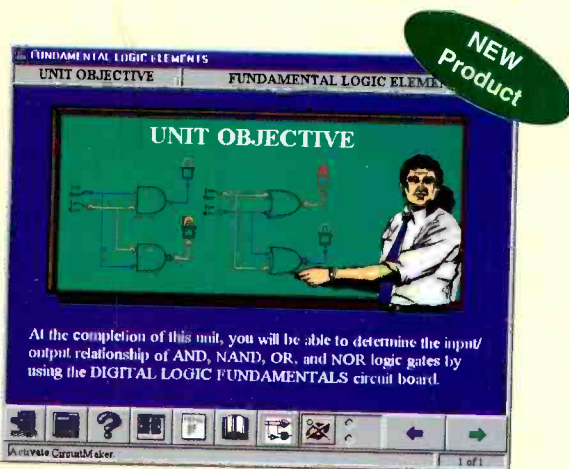 NEW
Product
FUNDAMENTAL LOGIC ELEMENTS
UNIT OBJECTIVE
FUNDAMENTAL LOGIC
UNIT OBJECTIVE
At the completion of this unit, you will be able to determine the input/
output relationship of AND, NAND, OR, and NOR logic gates by
using the DIGITAL LOGIC FUNDAMENTALS circuit board.
?
Activate CircuitMaker.
1 of 1